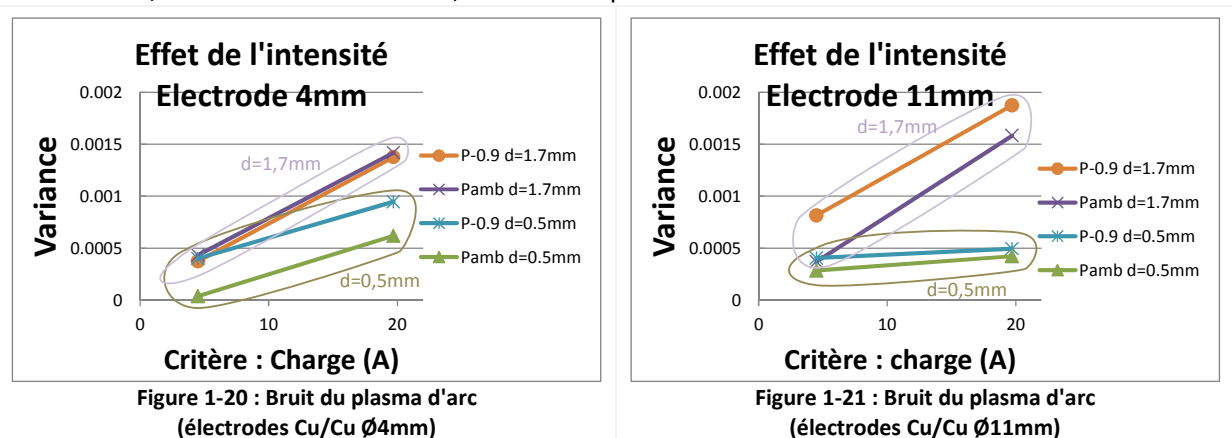 Effet de l'intensité
Electrode 4mm
0.002
0.0015
0.001
0.0005
0
Variance
d=1,7mm
d=0,5mm
P-0.9 d=1.7mm
Pamb d=1.7mm
P-0.9 d=0.5mm
Pamb d=0.5mm
0
10
20
Critère : Charge (A)
Figure 1-20 : Bruit du plasma d'arc
(électrodes Cu/Cu Ø4mm)
Effet de l'intensité
Electrode 11mm
0.002
0.0015
0.001
0.0005
0
Variance
d=1,7mm
d=0,5mm
P-0.9 d=1.7mm
Pamb d=1.7mm
P-0.9 d=0.5mm
Pamb d=0.5mm
0
10
20
Critère : charge (A)
Figure 1-21 : Bruit du plasma d'arc
(électrodes Cu/Cu Ø11mm)